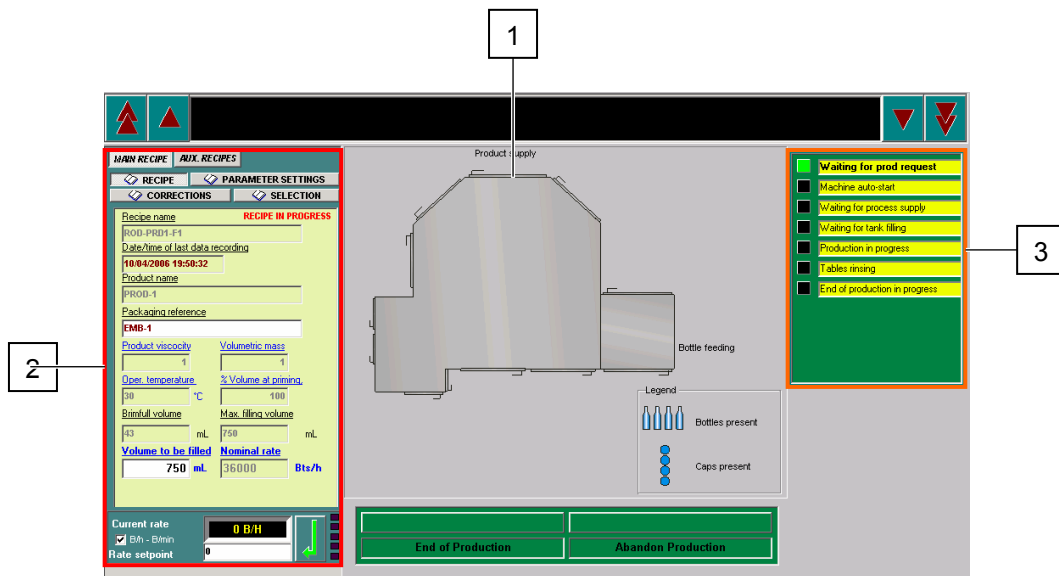 1
Product supply
MAIN RECIPE AUX. RECIPES
RECIPE PARAMETER SETTINGS
CORRECTIONS SELECTION
Recipe name RECIPE IN PROGRESS
ROD-PRD1-F1
Date/time of last data recording
10/04/2006 19:50:32
Product name
PROD-1
Packaging reference
EMB-1
Product viscocity Volumetric mass
1 1
Oper. temperature. % Volume at priming.
30 °C 100
Brimfull volume Max. filling volume
43 mL 750 mL
Volume to be filled Nominal rate
750 mL 36000 Bts/h
Current rate 0 B/H
B/h - B/min
Rate setpoint 0
2
Bottle feeding
Legend
Bottles present
Caps present
End of Production Abandon Production
Waiting for prod request
Machine auto-start
Waiting for process supply
Waiting for tank filling
Production in progress
Tables rinsing
End of production in progress
3